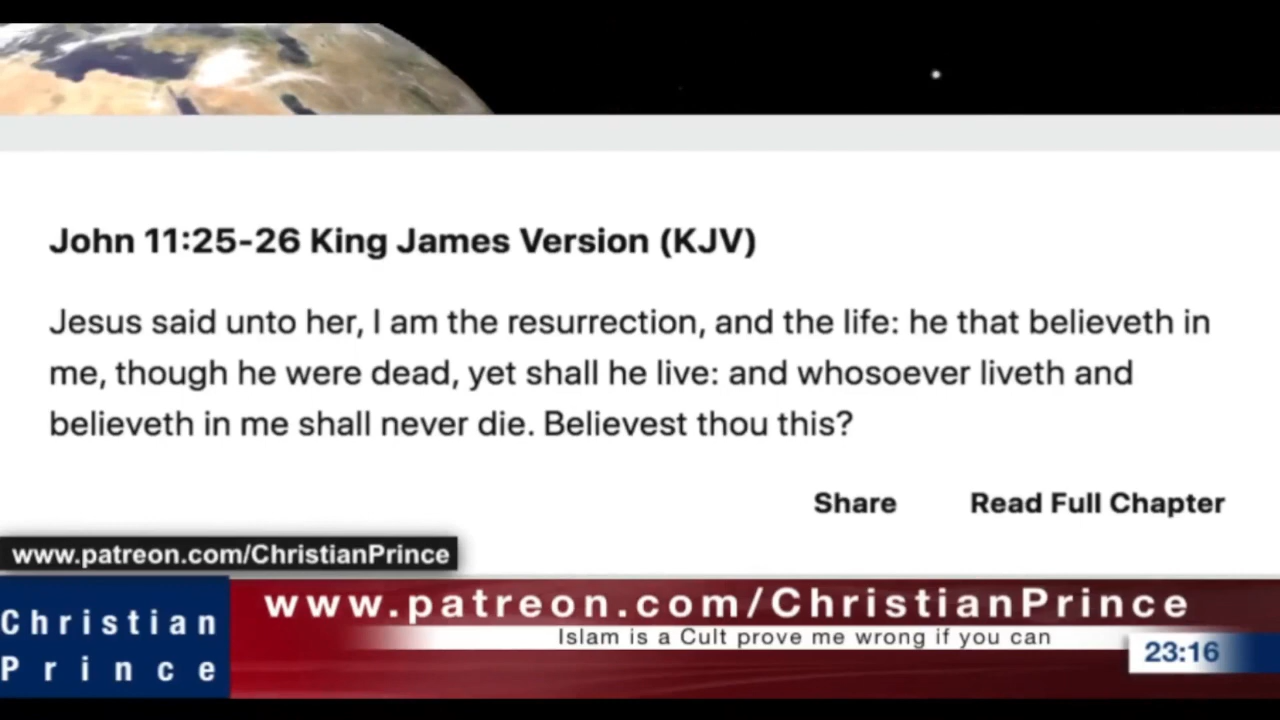 John 11:25-26 King James Version (KJV)
Jesus said unto her, I am the resurrection, and the life: he that believeth in
me, though he were dead, yet shall he live: and whosoever liveth and
believeth in me shall never die. Believest thou this?
Share Read Full Chapter
www.patreon.com/ChristianPrince
www.patreon.com/ChristianPrince
Islam is a Cult prove me wrong if you can
Christian
Prince
23:16